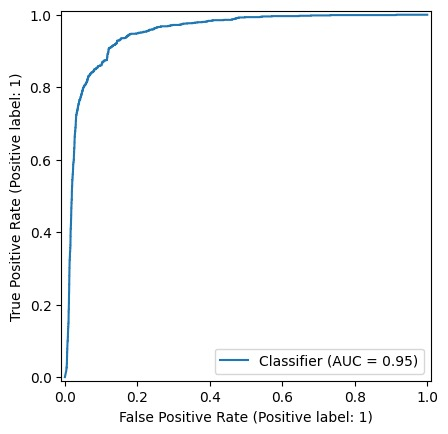 True Positive Rate (Positive label: 1)
1.0
0.8
0.6
0.4
0.2
0.0
Classifier (AUC = 0.95)
0.0 0.2 0.4 0.6 0.8 1.0
False Positive Rate (Positive label: 1)